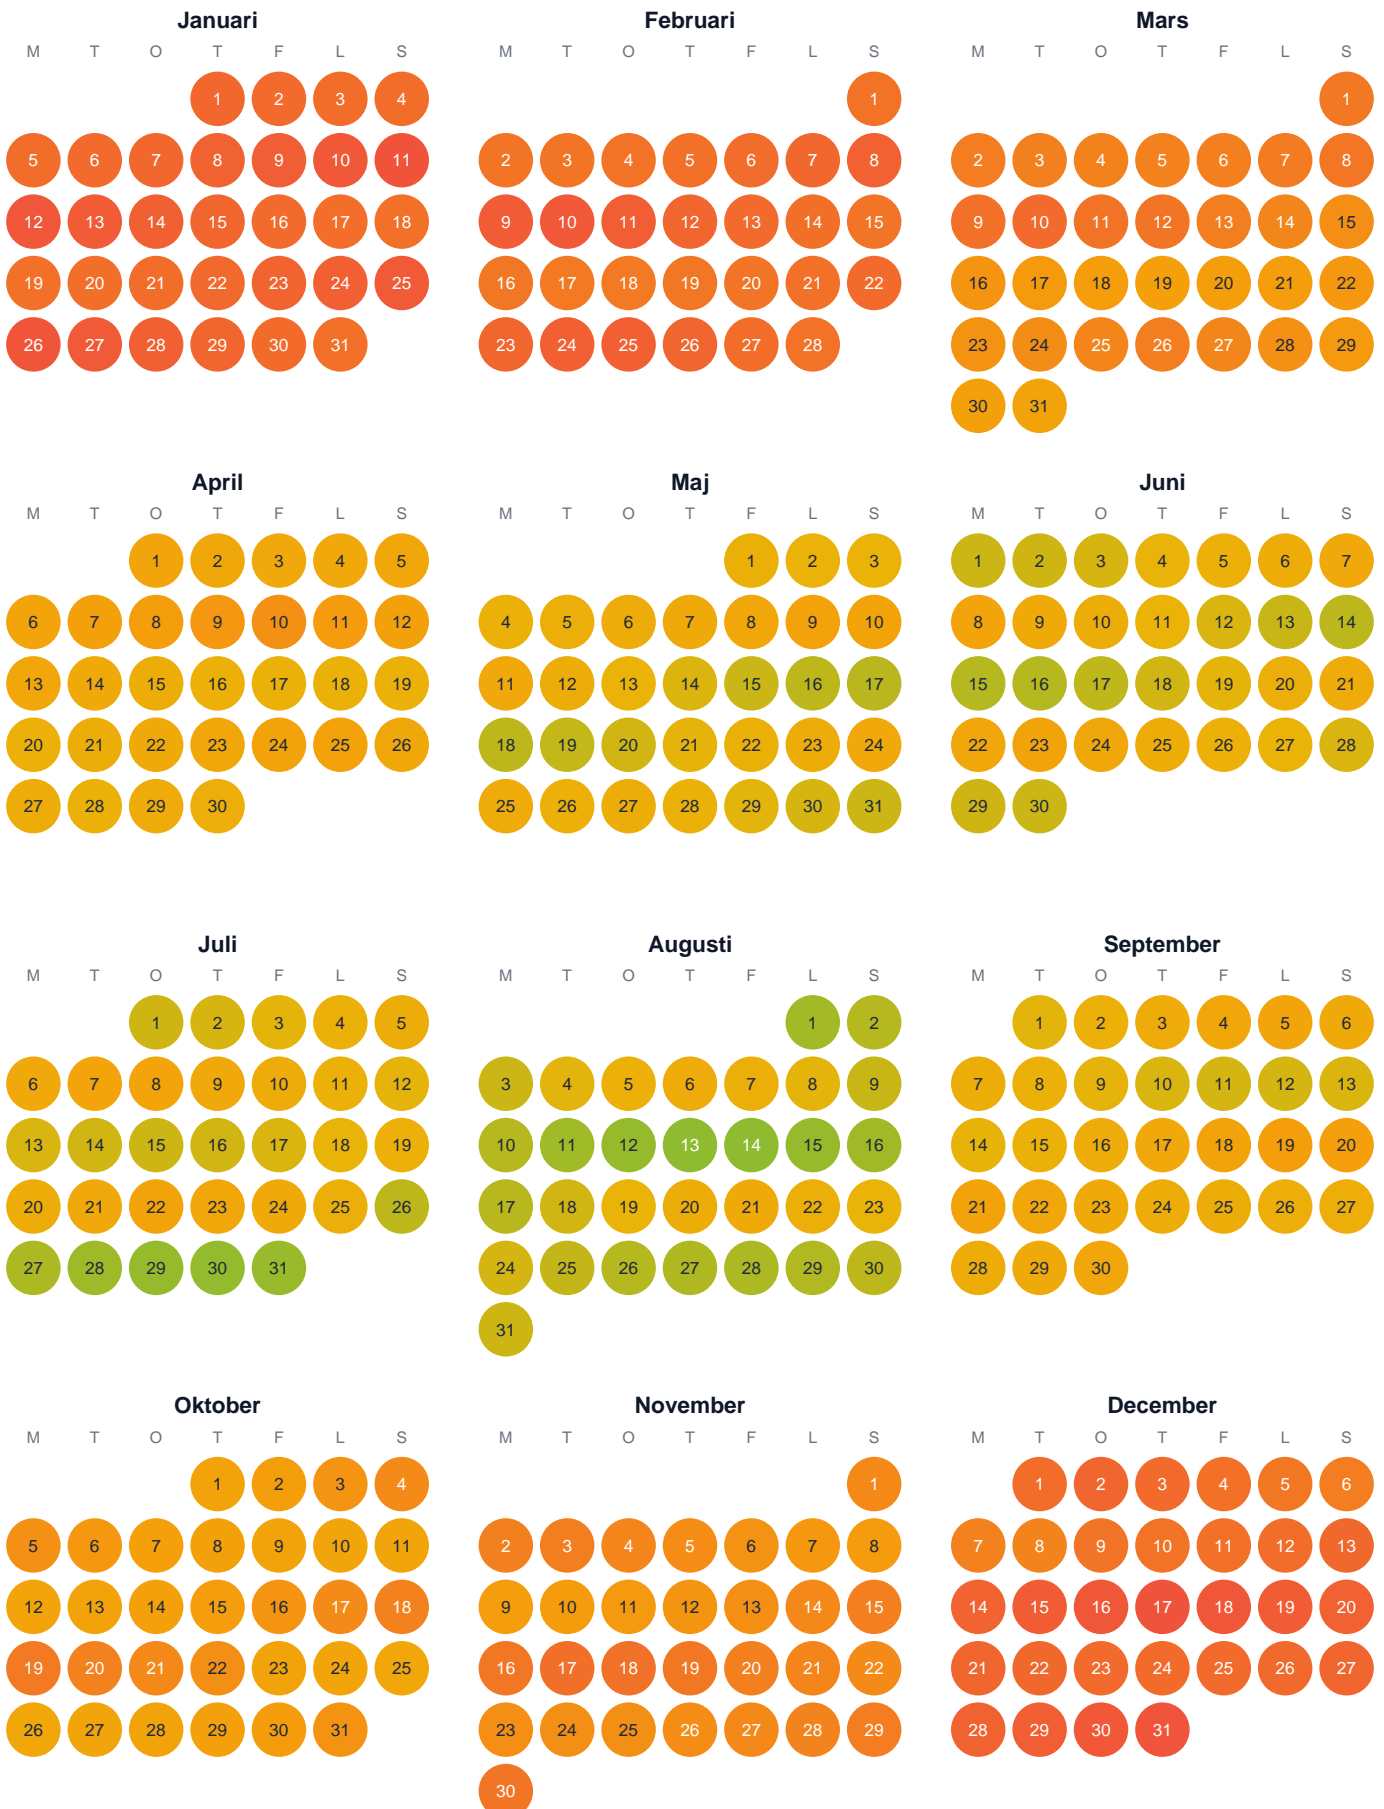 Januari Februari Mars
M T O T F L S M T O T F L S M T O T F L S
1 2 3 4 1 1
5 6 7 8 9 10 11 2 3 4 5 6 7 8 2 3 4 5 6 7 8
12 13 14 15 16 17 18 9 10 11 12 13 14 15 9 10 11 12 13 14 15
19 20 21 22 23 24 25 16 17 18 19 20 21 22 16 17 18 19 20 21 22
26 27 28 29 30 31 23 24 25 26 27 28 23 24 25 26 27 28 29
30 31
April Maj Juni
M T O T F L S M T O T F L S M T O T F L S
1 2 3 4 5 1 2 3 1 2 3 4 5 6 7
6 7 8 9 10 11 12 4 5 6 7 8 9 10 8 9 10 11 12 13 14
13 14 15 16 17 18 19 11 12 13 14 15 16 17 15 16 17 18 19 20 21
20 21 22 23 24 25 26 18 19 20 21 22 23 24 22 23 24 25 26 27 28
27 28 29 30 25 26 27 28 29 30 31 29 30
Juli Augusti September
M T O T F L S M T O T F L S M T O T F L S
1 2 3 4 5 1 2 1 2 3 4 5 6
6 7 8 9 10 11 12 3 4 5 6 7 8 9 7 8 9 10 11 12 13
13 14 15 16 17 18 19 10 11 12 13 14 15 16 14 15 16 17 18 19 20
20 21 22 23 24 25 26 17 18 19 20 21 22 23 21 22 23 24 25 26 27
27 28 29 30 31 24 25 26 27 28 29 30 28 29 30
31
Oktober November December
M T O T F L S M T O T F L S M T O T F L S
1 2 3 4 1 1 2 3 4 5 6
5 6 7 8 9 10 11 2 3 4 5 6 7 8 7 8 9 10 11 12 13
12 13 14 15 16 17 18 9 10 11 12 13 14 15 14 15 16 17 18 19 20
19 20 21 22 23 24 25 16 17 18 19 20 21 22 21 22 23 24 25 26 27
26 27 28 29 30 31 23 24 25 26 27 28 29 28 29 30 31
30